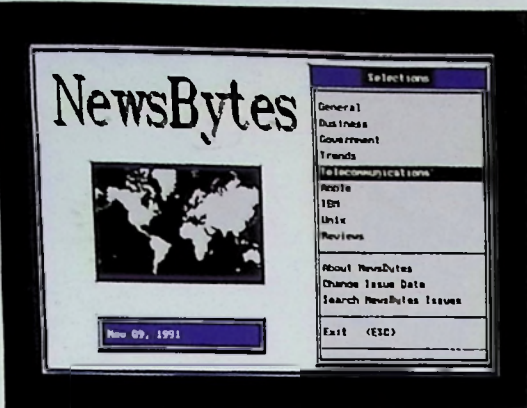 NewsBytes
Nov 09, 1991
Selections
General
Business
Government
Trends
Telecommunications
Apple
IBM
Unix
Reviews
About NewsBytes
Change Issue Date
Search NewsBytes Issues
Exit <ESC>